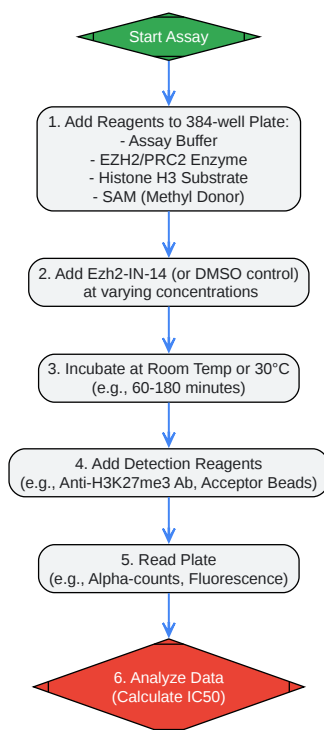 Start Assay
1. Add Reagents to 384-well Plate:
- Assay Buffer
- EZH2/PRC2 Enzyme
- Histone H3 Substrate
- SAM (Methyl Donor)
2. Add Ezh2-IN-14 (or DMSO control)
at varying concentrations
3. Incubate at Room Temp or 30°C
(e.g., 60-180 minutes)
4. Add Detection Reagents
(e.g., Anti-H3K27me3 Ab, Acceptor Beads)
5. Read Plate
(e.g., Alpha-counts, Fluorescence)
6. Analyze Data
(Calculate IC50)